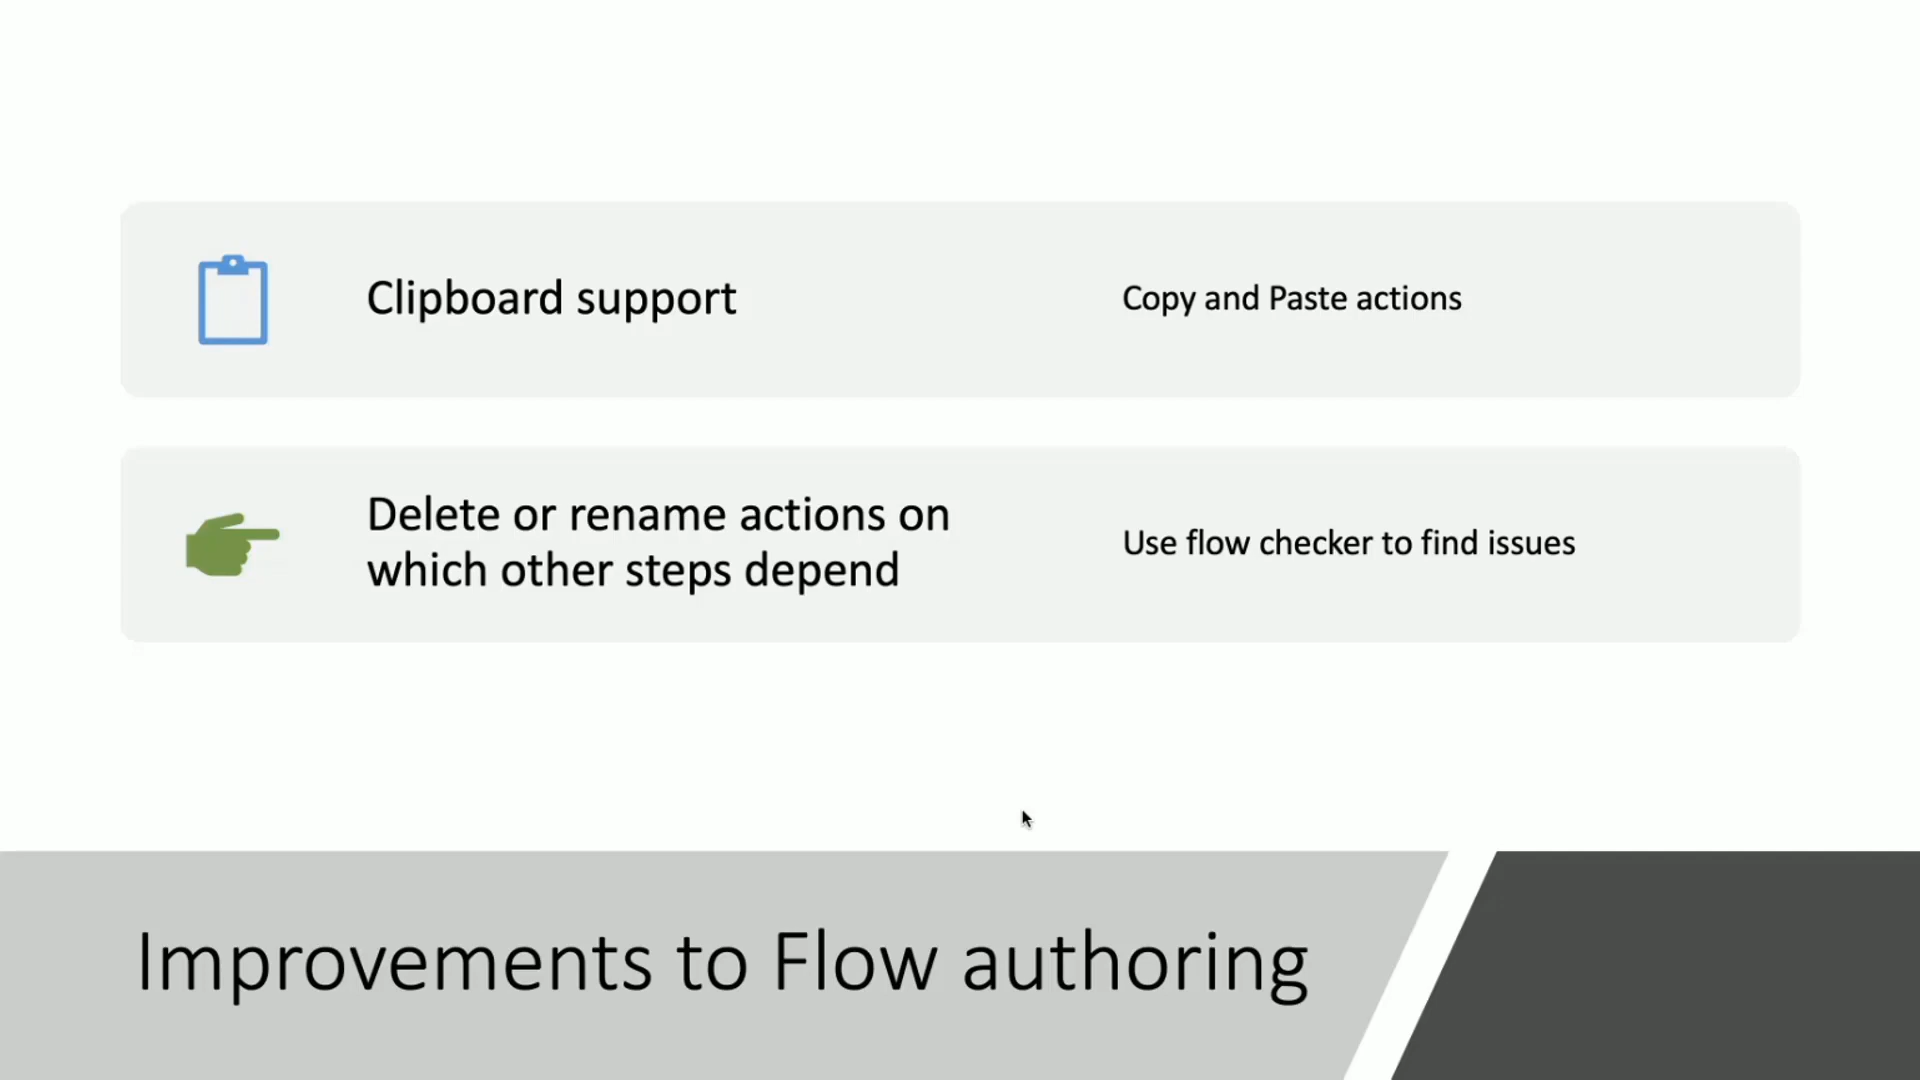 Clipboard support
Copy and Paste actions
Delete or rename actions on
which other steps depend
Use flow checker to find issues
Improvements to Flow authoring